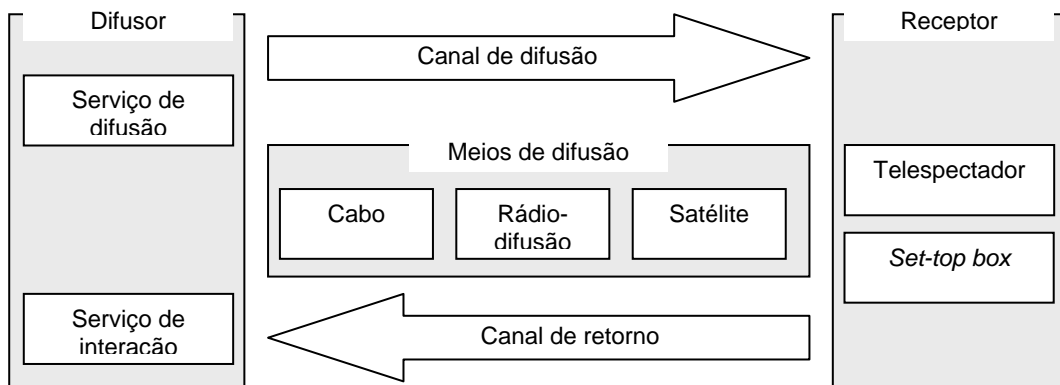 Difusor
Serviço de
difusão
Serviço de
interação
Canal de difusão
Meios de difusão
Cabo
Rádio-
difusão
Satélite
Canal de retorno
Receptor
Telespectador
Set-top box